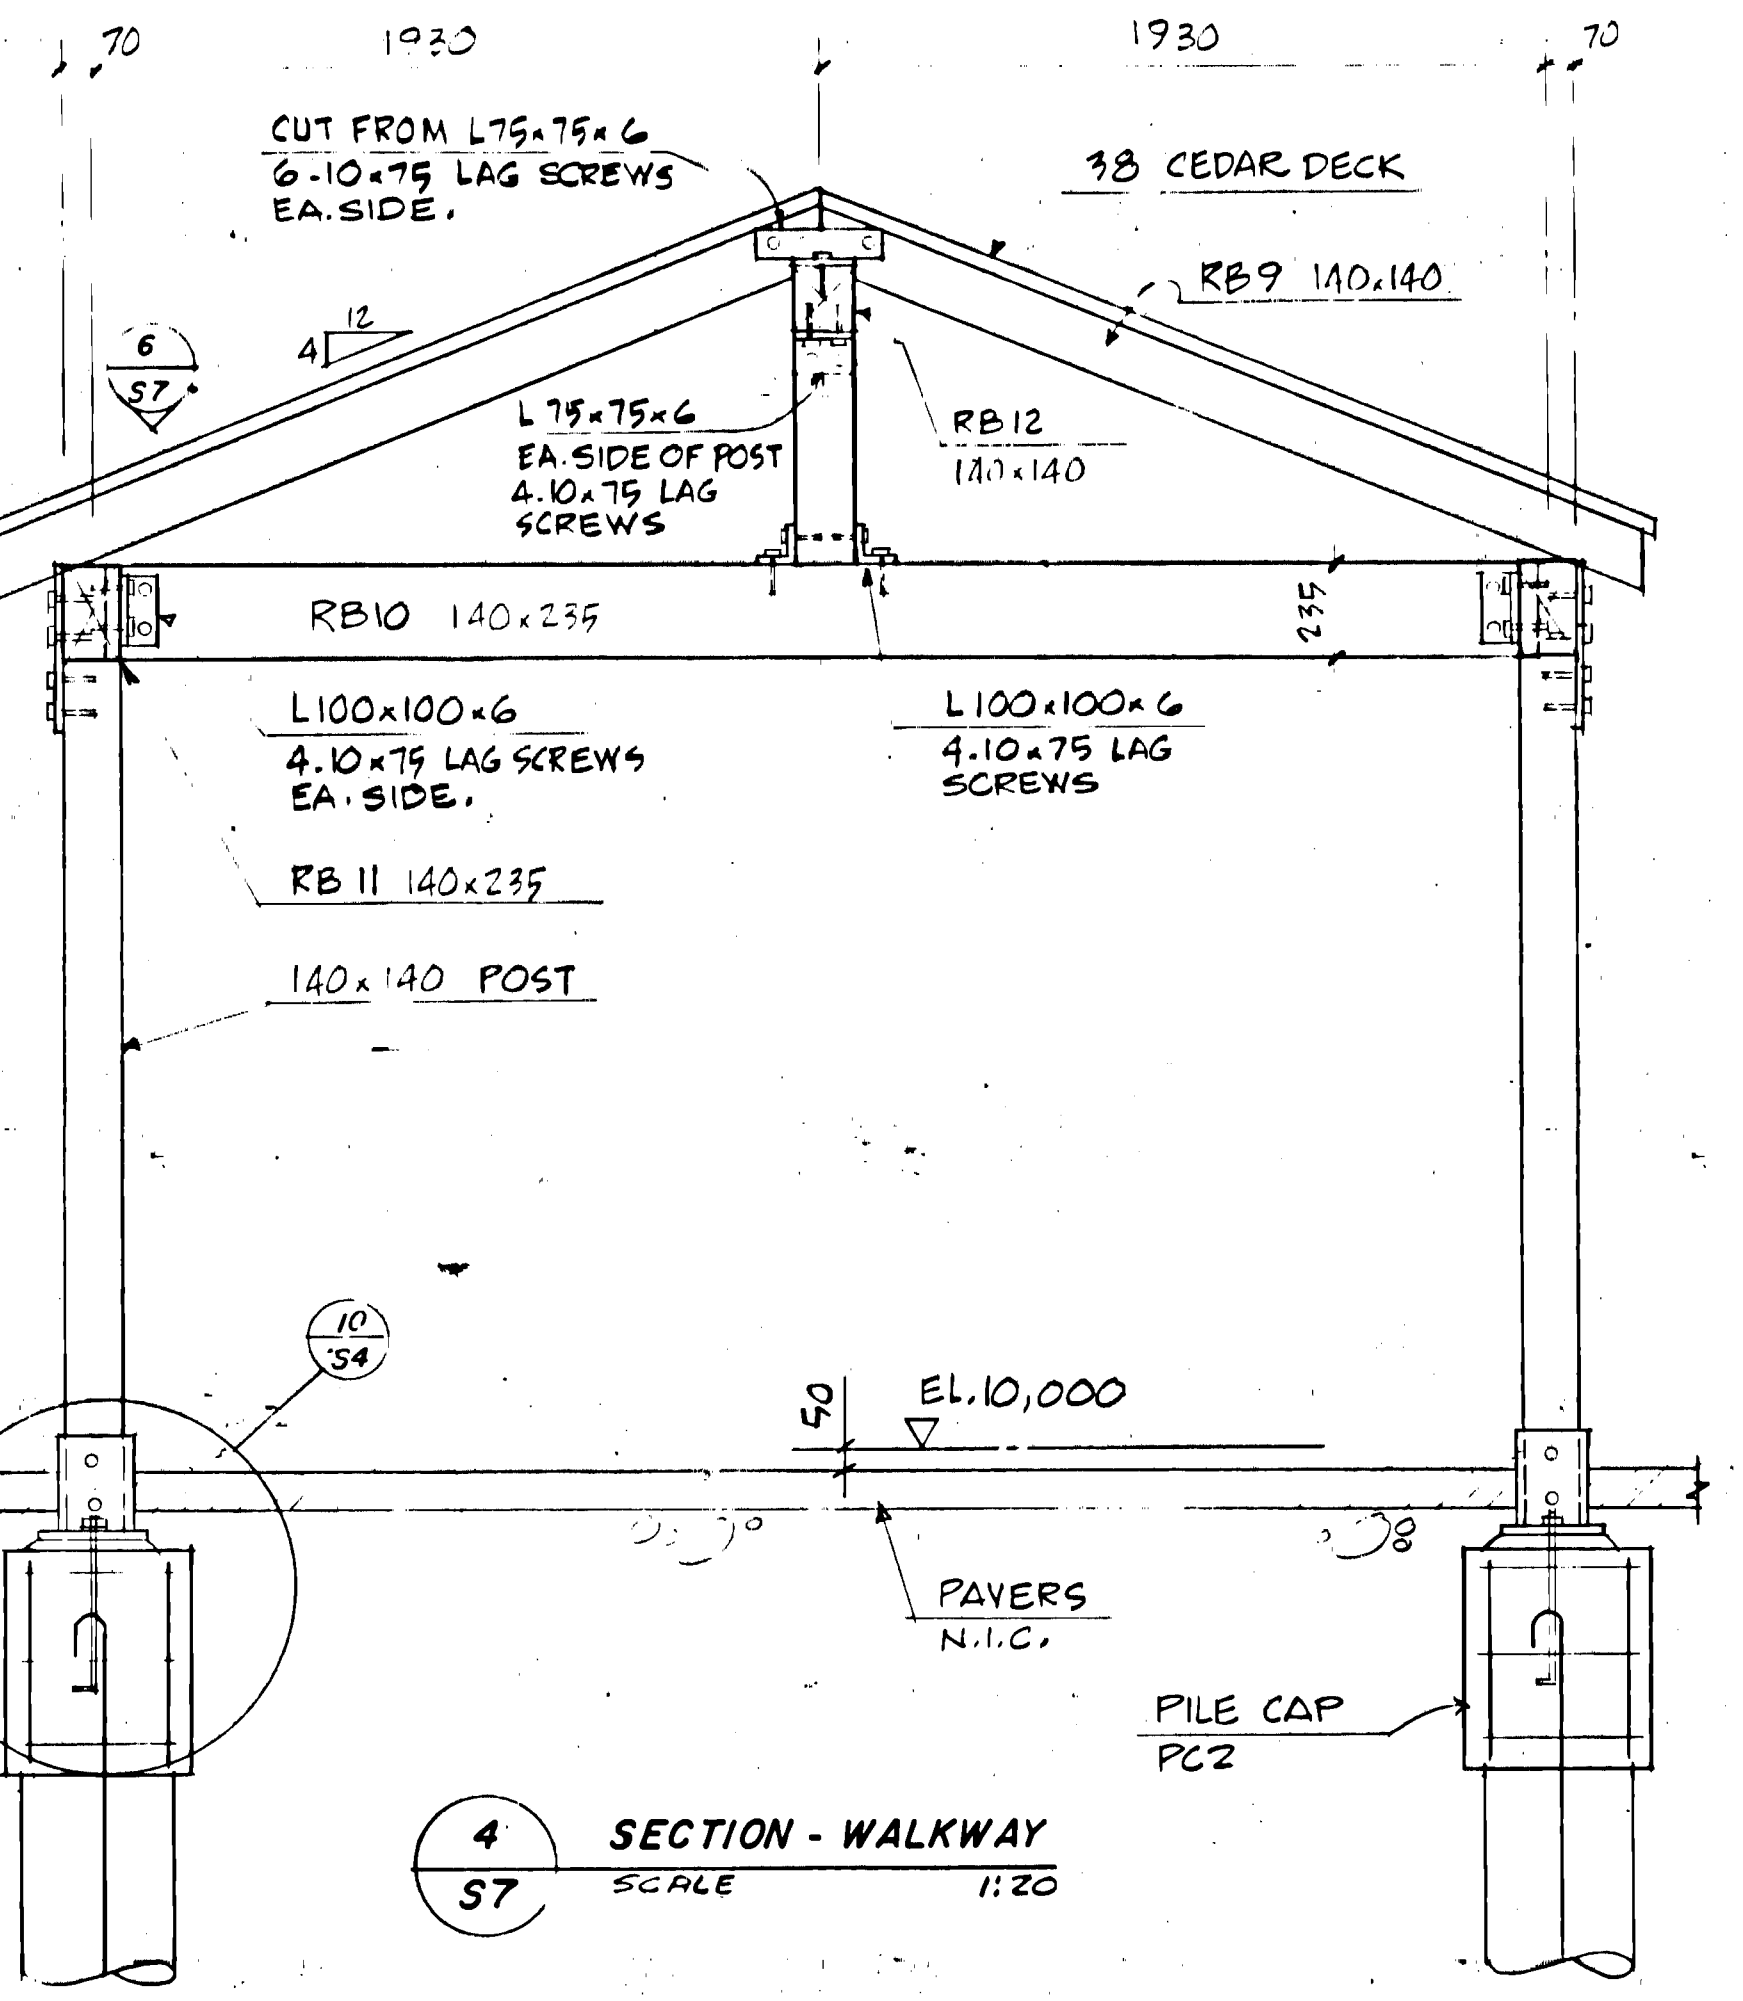 70
1930
1930
70
CUT FROM L75x75x6
6-10x75 LAG SCREWS
EA. SIDE.
38 CEDAR DECK
RB9 140x140
12
4
6
S7
L 75x75x6
EA. SIDE OF POST
4.10x75 LAG
SCREWS
RB12
140x140
RB10 140x235
235
L100x100x6
4.10x75 LAG SCREWS
EA. SIDE.
L100x100x6
4.10x75 LAG
SCREWS
RB 11 140x235
140x140 POST
10
S4
50
EL.10,000
PAVERS
N.I.C.
PILE CAP
PC2
4
S7
SECTION - WALKWAY
SCALE 1:20